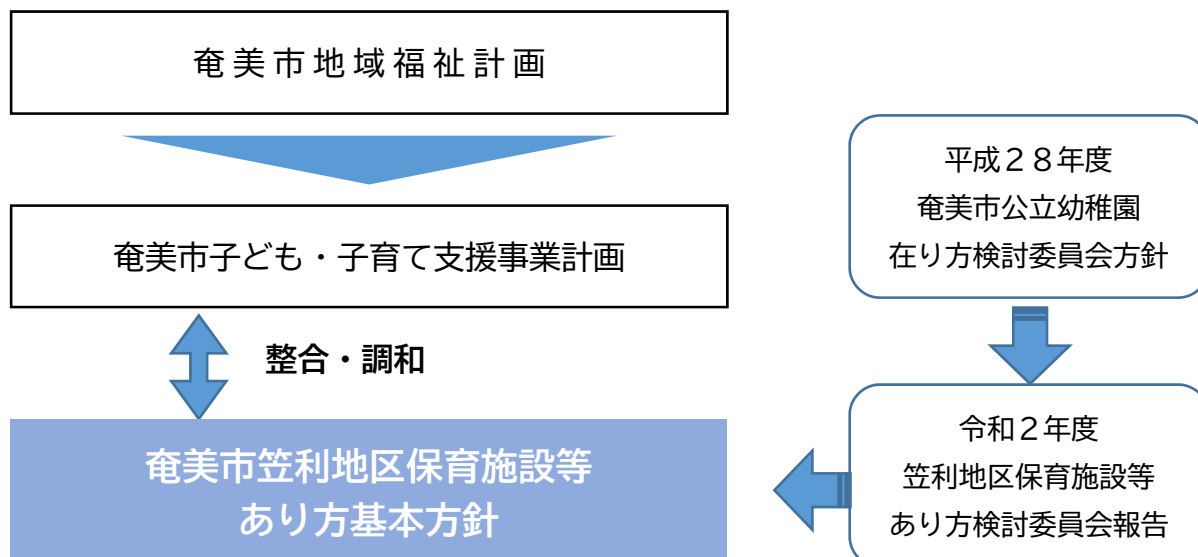 奄美市地域福祉計画
奄美市子ども・子育て支援事業計画
整合・調和
奄美市笠利地区保育施設等
あり方基本方針
平成２８年度
奄美市公立幼稚園
在り方検討委員会方針
令和２年度
笠利地区保育施設等
あり方検討委員会報告